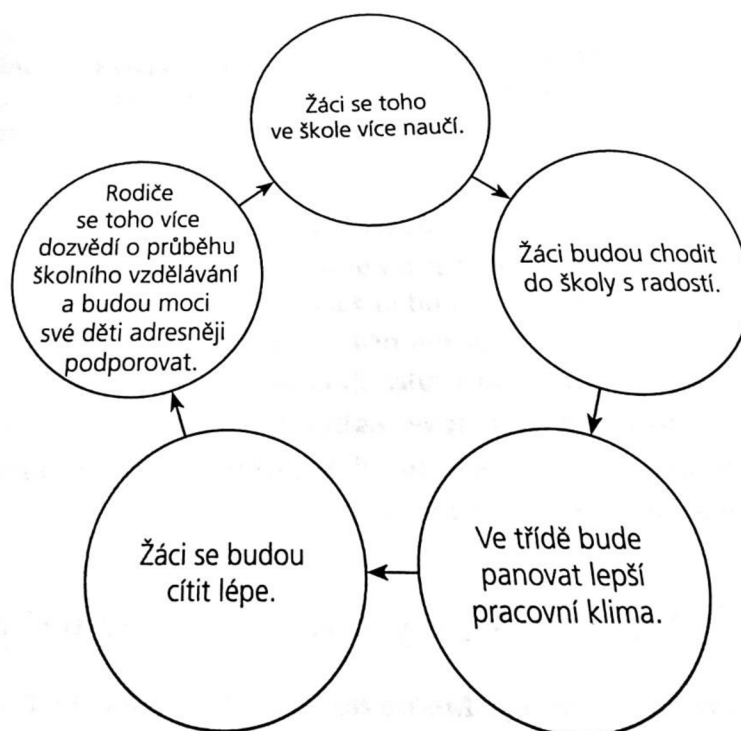 Žáci se toho
ve škole více naučí.
Žáci budou chodit
do školy s radostí.
Ve třídě bude
panovat lepší
pracovní klima.
Žáci se budou
cítit lépe.
Rodiče
se toho více
dozvědí o průběhu
školního vzdělávání
a budou moci
své děti adresněji
podporovat.